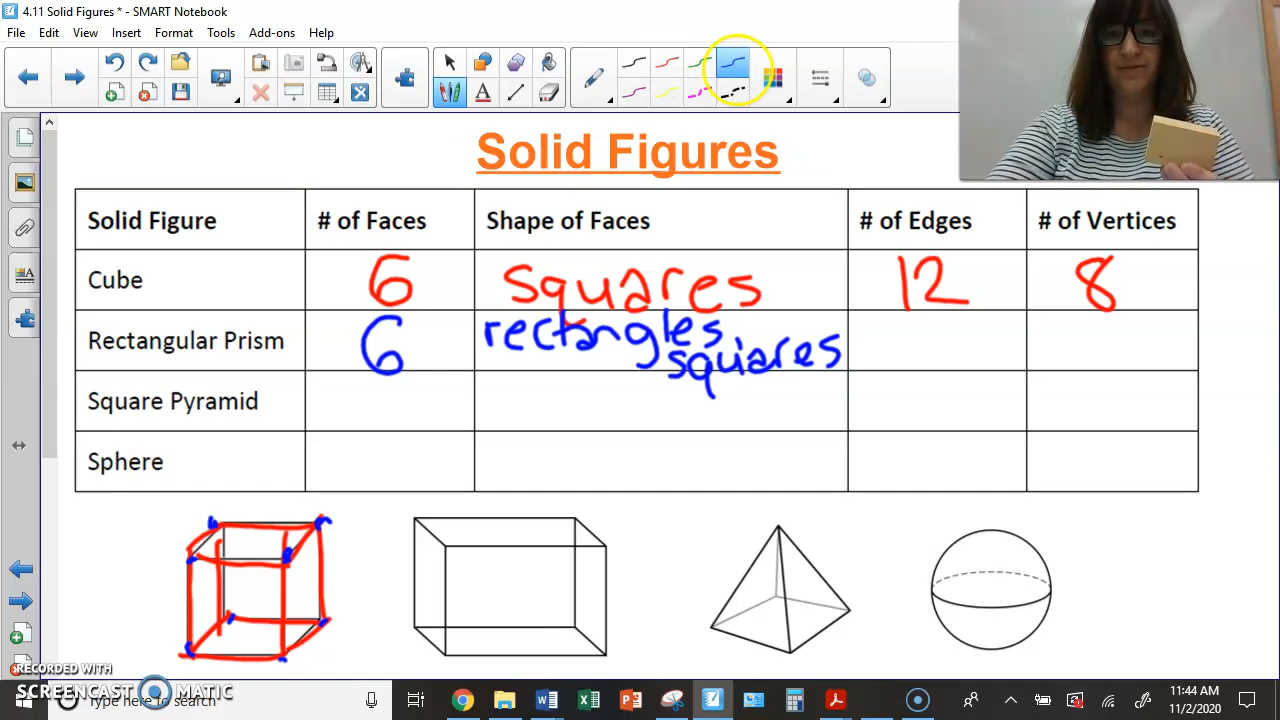 4.11 Solid Figures * - SMART Notebook
File Edit View Insert Format Tools Add-ons Help
Solid Figures
Solid Figure # of Faces Shape of Faces # of Edges # of Vertices
Cube 6 squares 12 8
Rectangular Prism 6 rectangles
squares
Square Pyramid
Sphere
RECORDED WITH
SCREENCAST MATIC
Type here to search
11:44 AM
11/2/2020